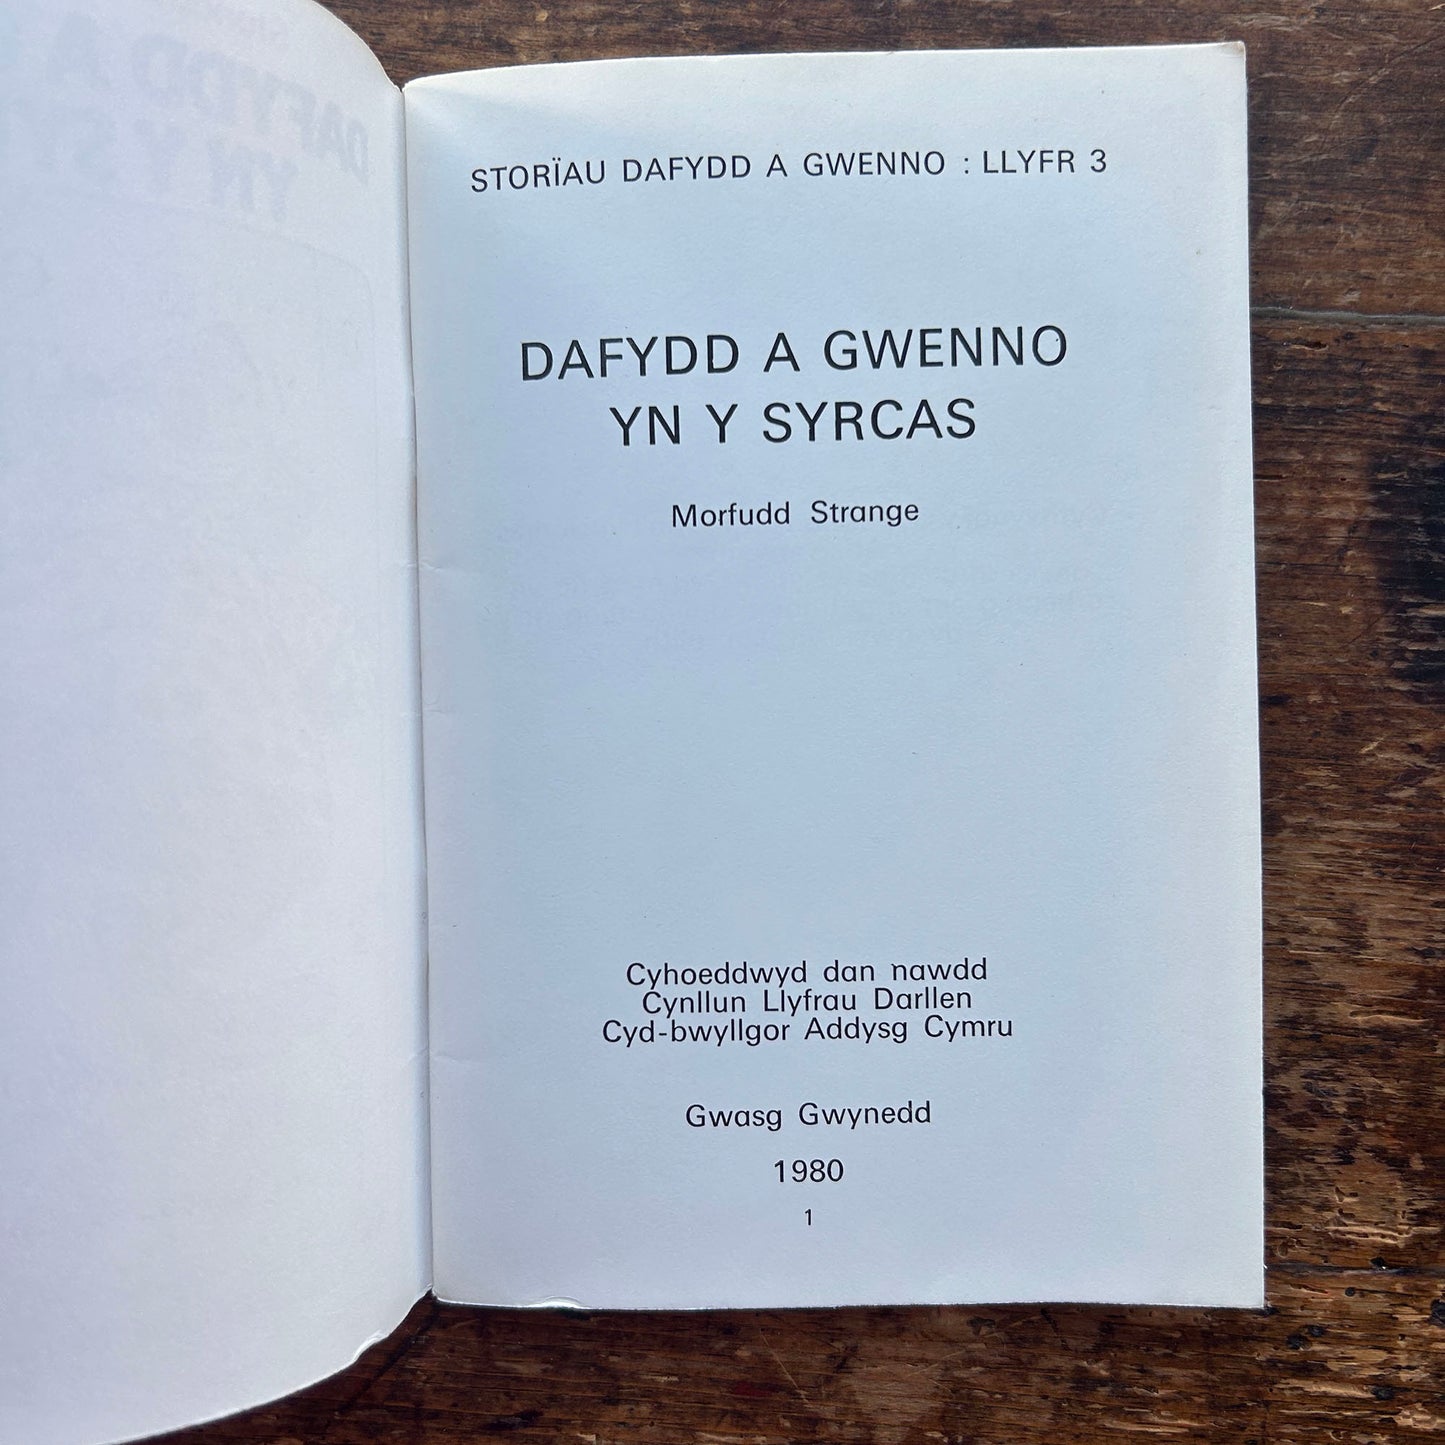 STORÏAU DAFYDD A GWENNO : LLYFR 3
DAFYDD A GWENNO
YN Y SYRCAS
Morfudd Strange
Cyhoeddwyd dan nawdd
Cynllun Llyfrau Darllen
Cyd-bwyllgor Addysg Cymru
Gwasg Gwynedd
1980
1